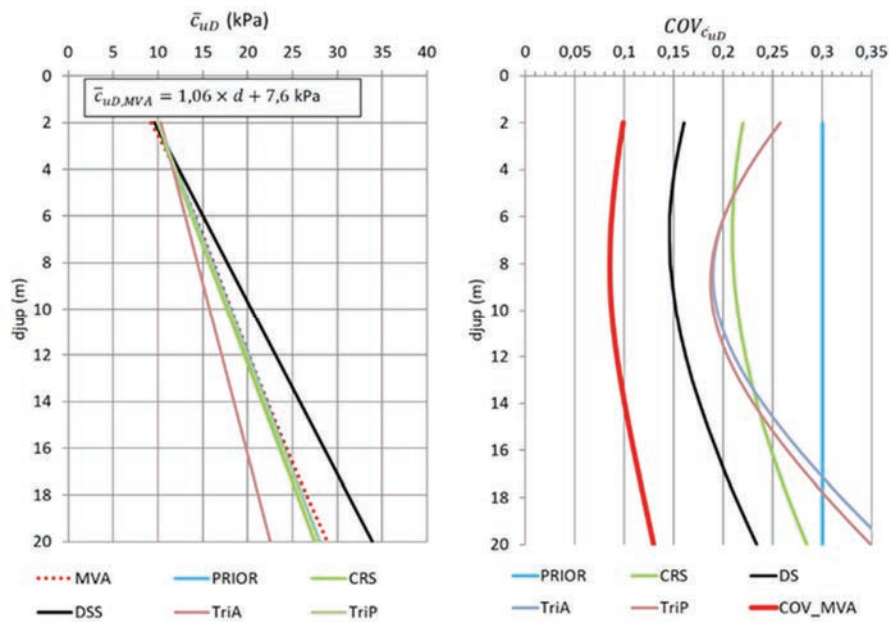 c̄uD (kPa)
0 5 10 15 20 25 30 35 40
0
c̄uD,MVA = 1,06 × d + 7,6 kPa
2
4
6
8
10
12
14
16
18
20
djup (m)
MVA PRIOR CRS
DSS TriA TriP
COVc̄uD
0 0,05 0,1 0,15 0,2 0,25 0,3 0,35
0
2
4
6
8
10
12
14
16
18
20
djup (m)
PRIOR CRS DS
TriA TriP COV_MVA